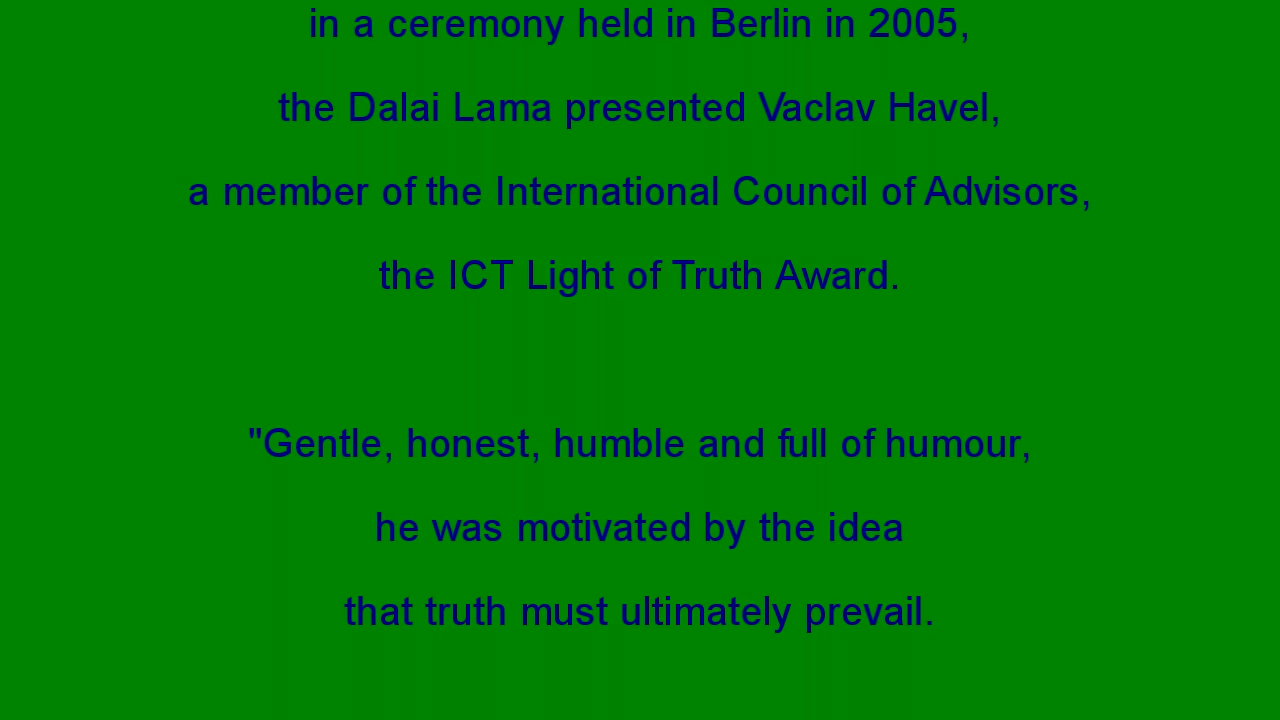 in a ceremony held in Berlin in 2005,
the Dalai Lama presented Vaclav Havel,
a member of the International Council of Advisors,
the ICT Light of Truth Award.
"Gentle, honest, humble and full of humour,
he was motivated by the idea
that truth must ultimately prevail.